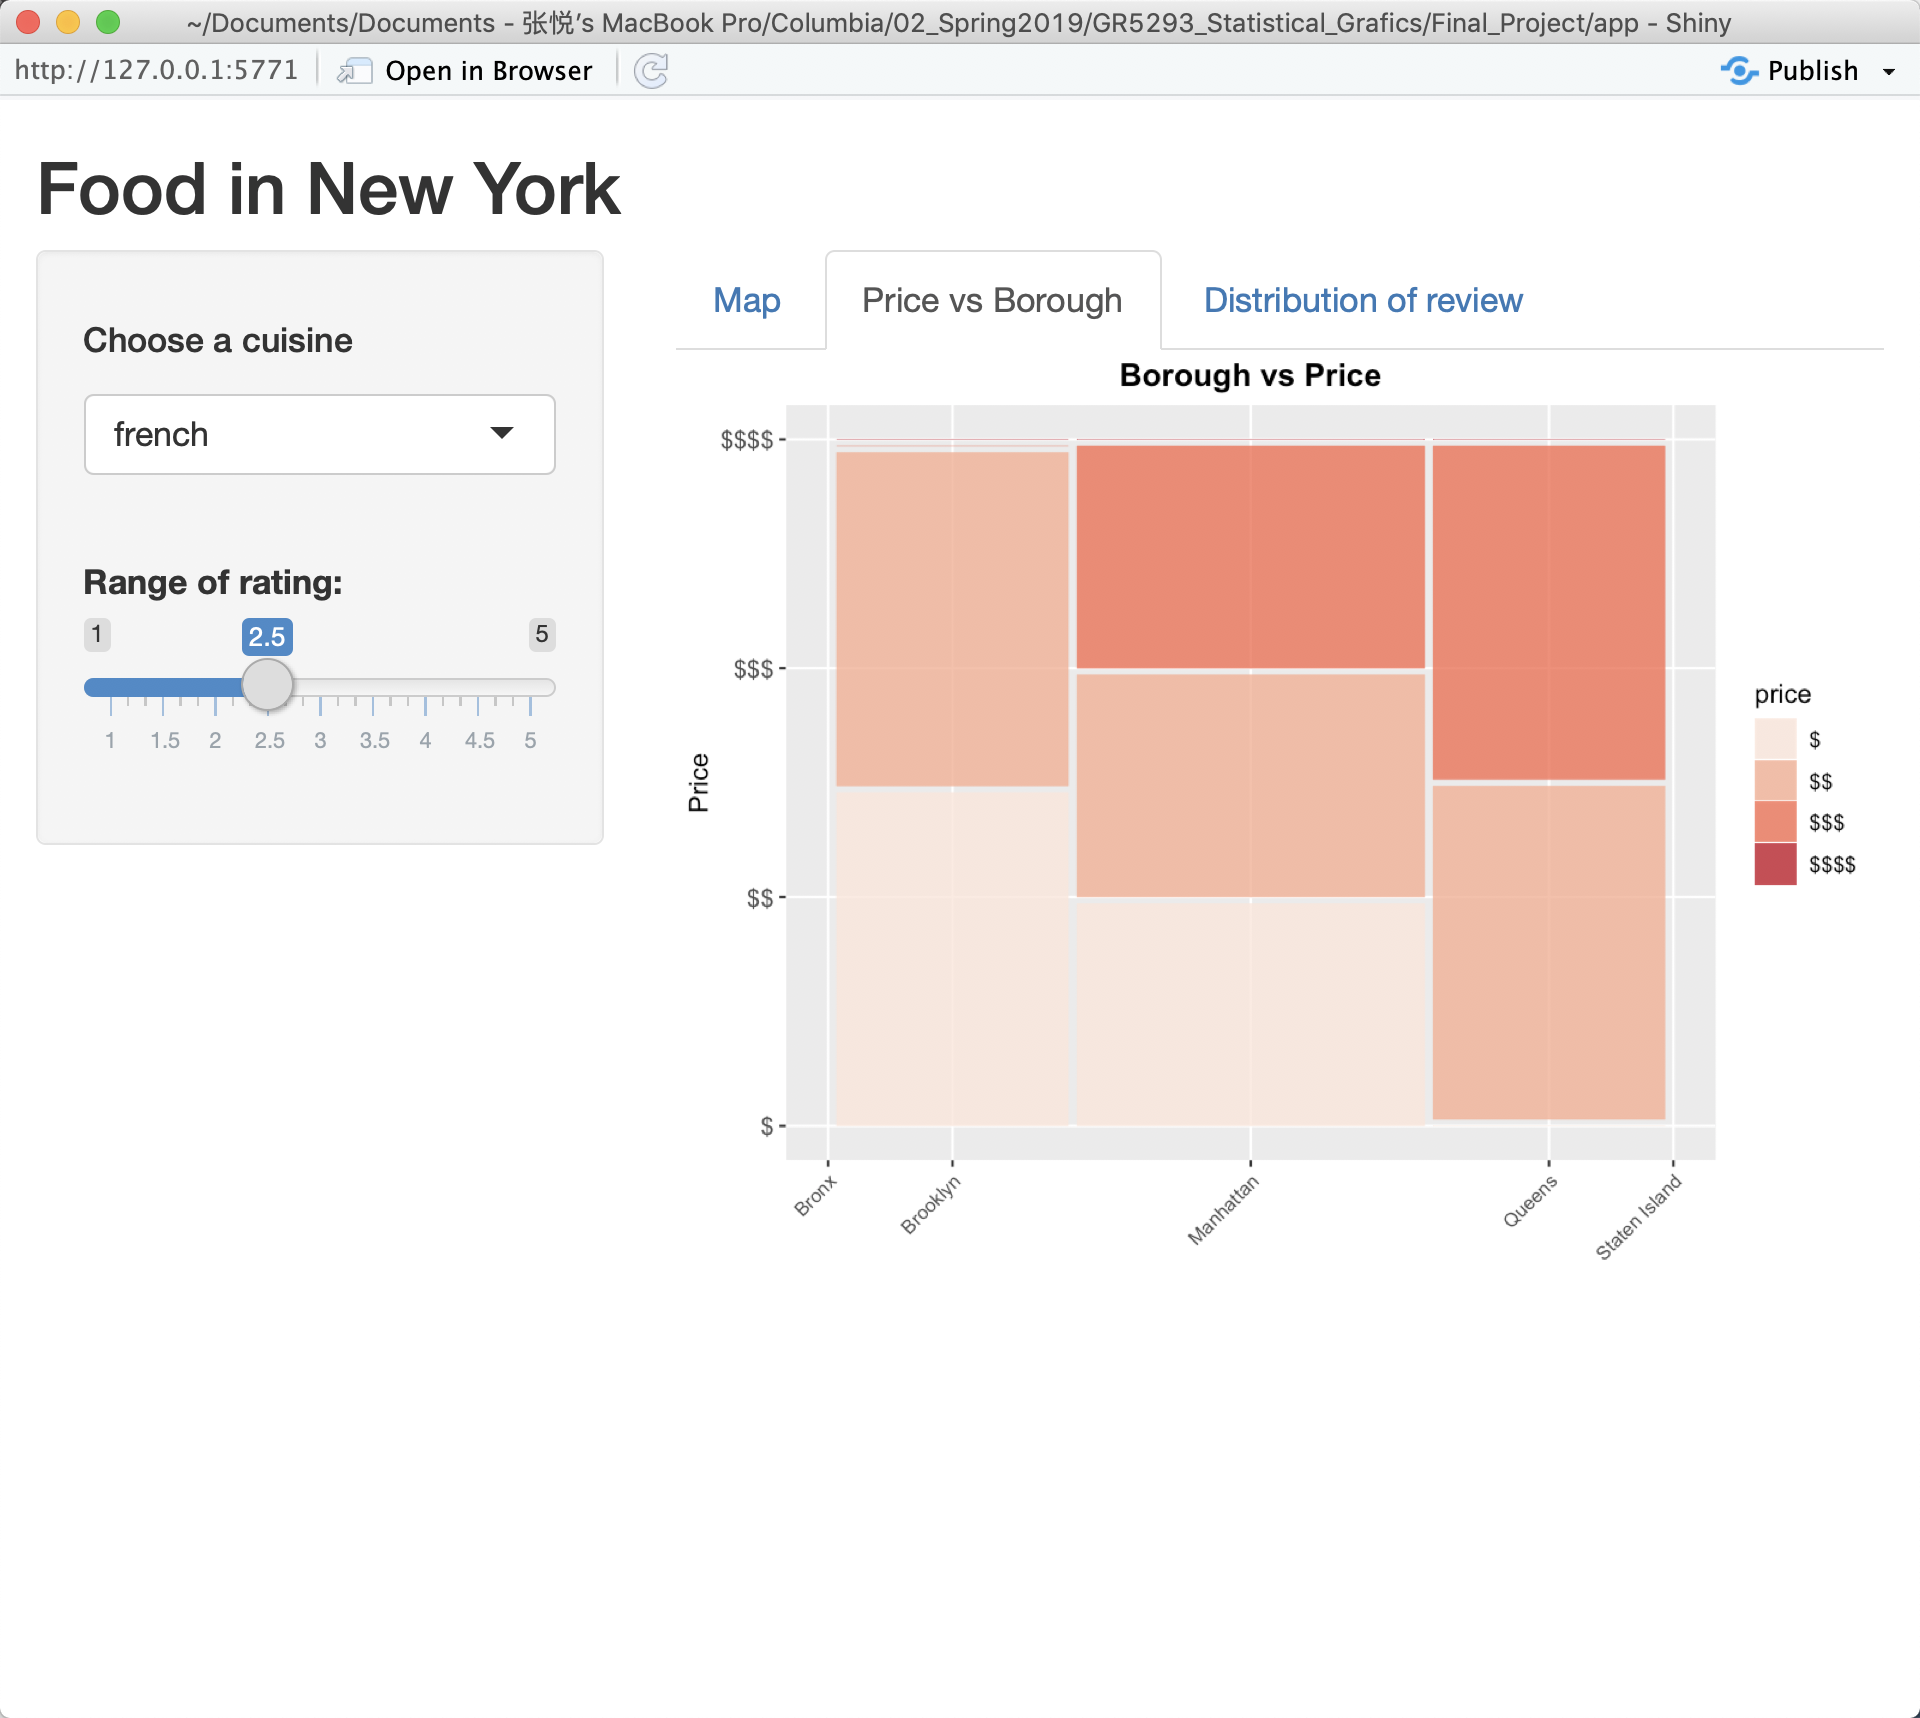 ~/Documents/Documents - 张悦’s MacBook Pro/Columbia/02_Spring2019/GR5293_Statistical_Grafics/Final_Project/app - Shiny
http://127.0.0.1:5771 Open in Browser Publish
Food in New York
Choose a cuisine
french
Range of rating:
1 2.5 5
1 1.5 2 2.5 3 3.5 4 4.5 5
Map Price vs Borough Distribution of review
Borough vs Price
$$$$
$$$
$$
$
Price
Bronx Brooklyn Manhattan Queens Staten Island
price
$
$$
$$$
$$$$